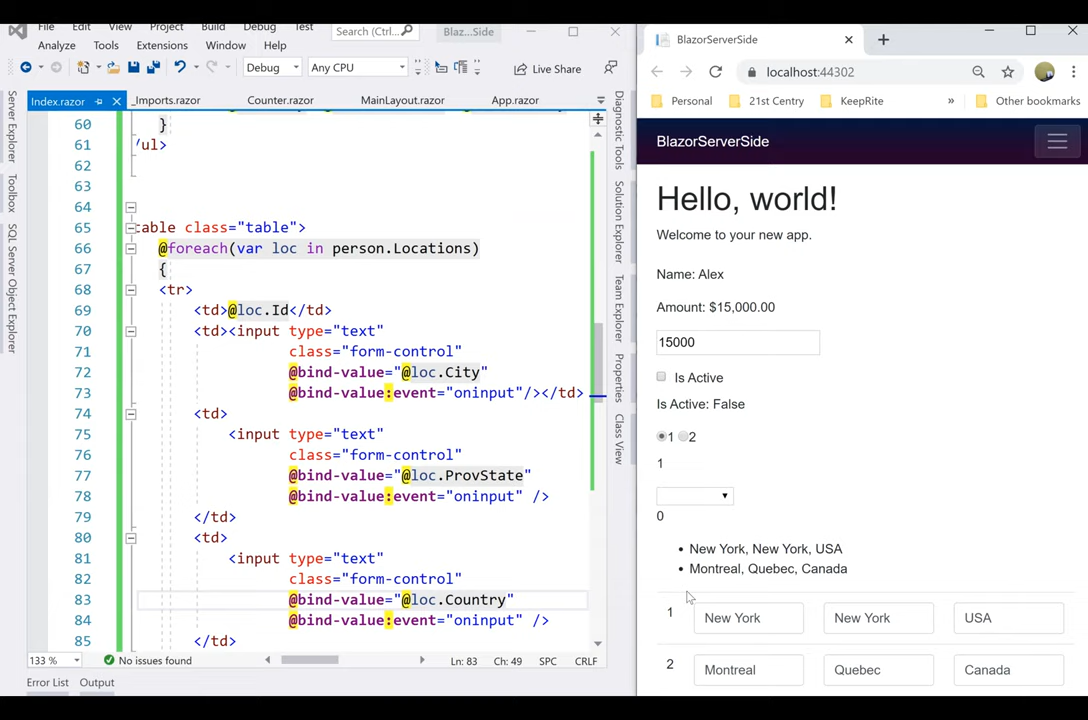 File Edit View Project Build Debug Test Search (Ctrl... Blaz...Side
Analyze Tools Extensions Window Help
Debug Any CPU Live Share
Index.razor _Imports.razor Counter.razor MainLayout.razor App.razor
Server Explorer
Toolbox
SQL Server Object Explorer
60 }
61 /ul>
62
63
64
65 table class="table">
66 @foreach(var loc in person.Locations)
67 {
68 <tr>
69 <td>@loc.Id</td>
70 <td><input type="text"
71 class="form-control"
72 @bind-value="@loc.City"
73 @bind-value:event="oninput"/></td>
74 <td>
75 <input type="text"
76 class="form-control"
77 @bind-value="@loc.ProvState"
78 @bind-value:event="oninput" />
79 </td>
80 <td>
81 <input type="text"
82 class="form-control"
83 @bind-value="@loc.Country"
84 @bind-value:event="oninput" />
85 </td>
Diagnostic Tools
Solution Explorer
Team Explorer
Properties
Class View
133 % No issues found Ln: 83 Ch: 49 SPC CRLF
Error List Output
BlazorServerSide
localhost:44302
Personal 21st Centry KeepRite » Other bookmarks
BlazorServerSide
Hello, world!
Welcome to your new app.
Name: Alex
Amount: $15,000.00
15000
Is Active
Is Active: False
1 2
1
0
• New York, New York, USA
• Montreal, Quebec, Canada
1 New York New York USA
2 Montreal Quebec Canada